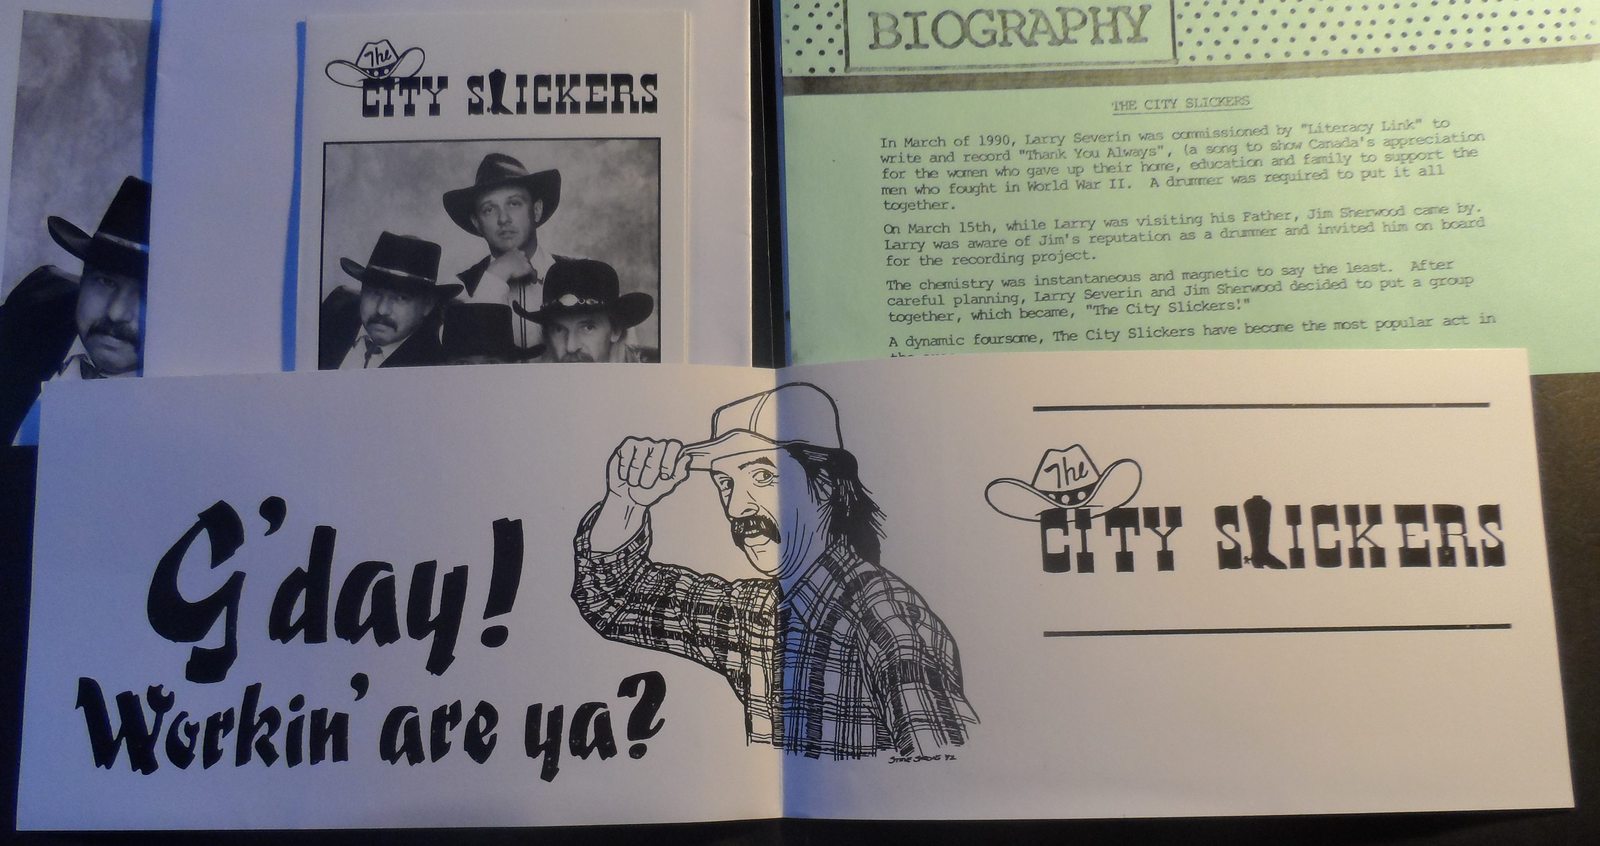 The
CITY SLICKERS
BIOGRAPHY
THE CITY SLICKERS
In March of 1990, Larry Severin was commissioned by "Literacy Link" to
write and record "Thank You Always", (a song to show Canada's appreciation
for the women who gave up their home, education and family to support the
men who fought in World War II. A drummer was required to put it all
together.
On March 15th, while Larry was visiting his Father, Jim Sherwood came by.
Larry was aware of Jim's reputation as a drummer and invited him on board
for the recording project.
The chemistry was instantaneous and magnetic to say the least. After
careful planning, Larry Severin and Jim Sherwood decided to put a group
together, which became, "The City Slickers!"
A dynamic foursome, The City Slickers have become the most popular act in
G'day!
Workin' are ya?
The
CITY SLICKERS